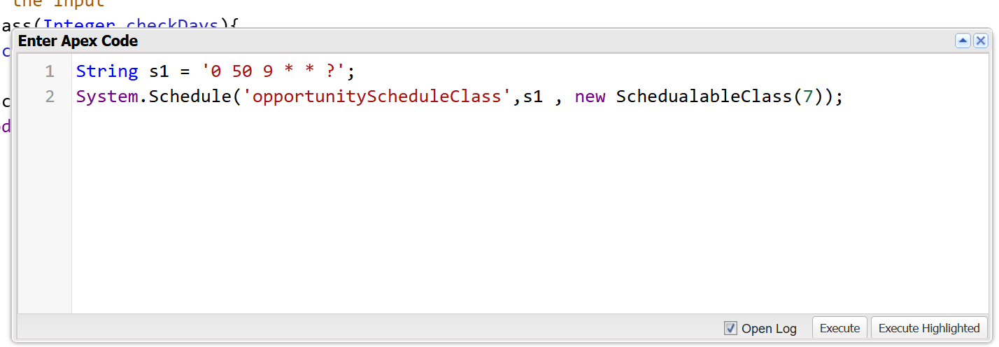 the input
ass(Integer checkDays){
Enter Apex Code
c
1 String s1 = '0 50 9 * * ?';
2 System.Schedule('opportunityScheduleClass',s1 , new SchedualableClass(7));
c
d
Open Log Execute Execute Highlighted